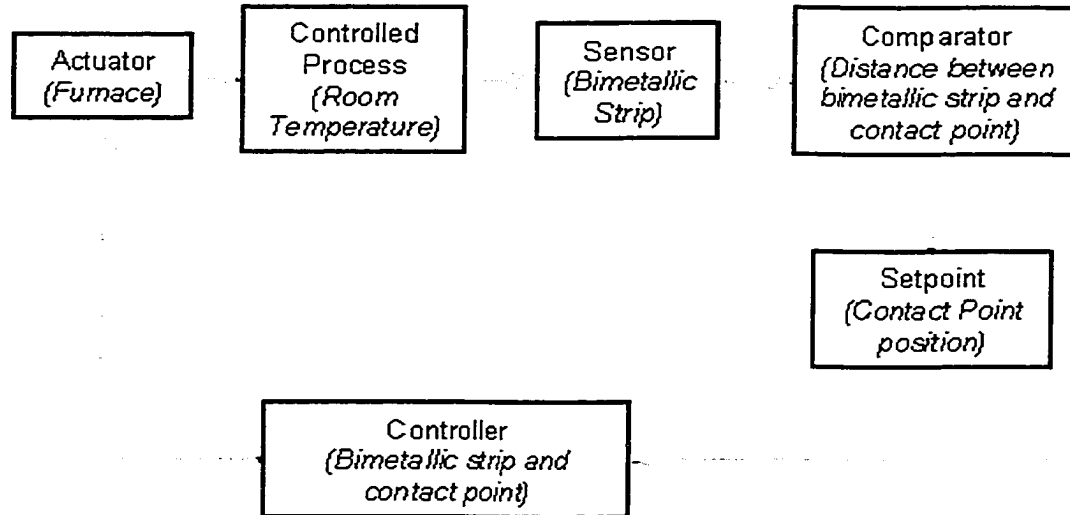 Actuator
(Furnace)
Controlled
Process
(Room
Temperature)
Sensor
(Bimetallic
Strip)
Comparator
(Distance between
bimetallic strip and
contact point)
Setpoint
(Contact Point
position)
Controller
(Bimetallic strip and
contact point)